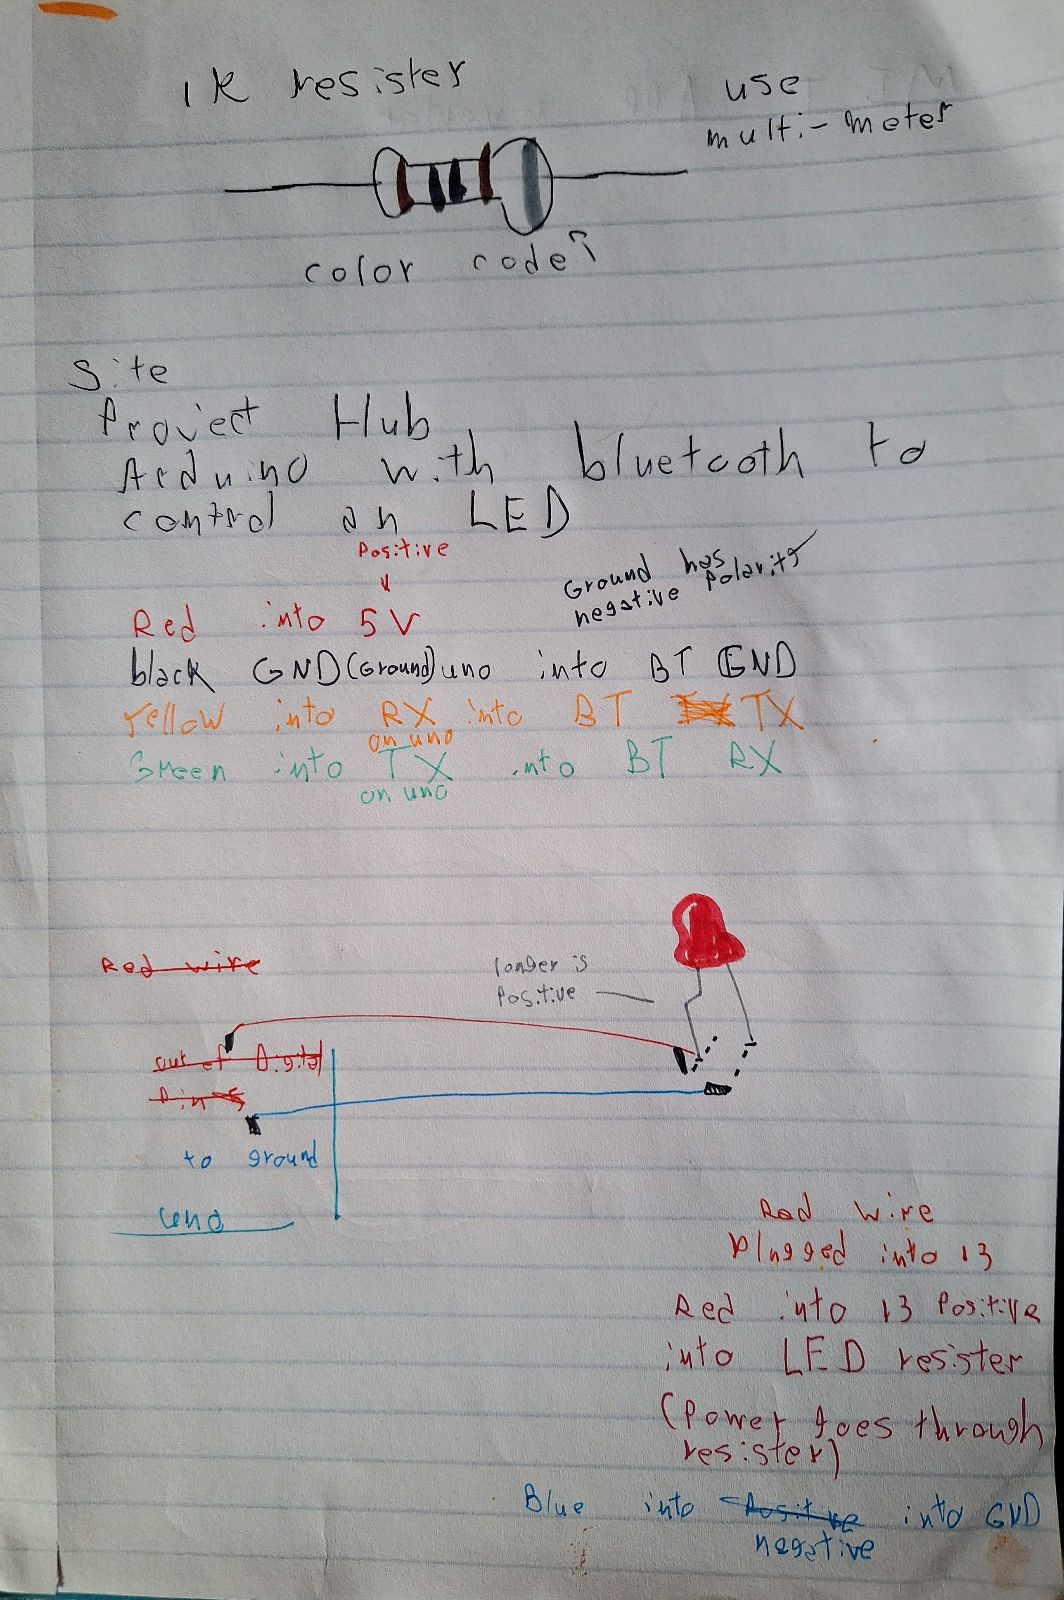 1K resister
use
multi-meter
color code?
Site
Project Hub
Arduino with bluetooth to
control an LED
Positive
Ground has
negative polarity
Red into 5V
black GND (Ground) uno into BT GND
Yellow into RX into BT TX
on uno
Green into TX into BT RX
on uno
Red wire
longer is
Positive
out of Digital
Pin
to ground
uno
Red wire
plugged into 13
Red into 13 Positive
into LED resister
(Power goes through
resister)
Blue into Positive into GND
negative